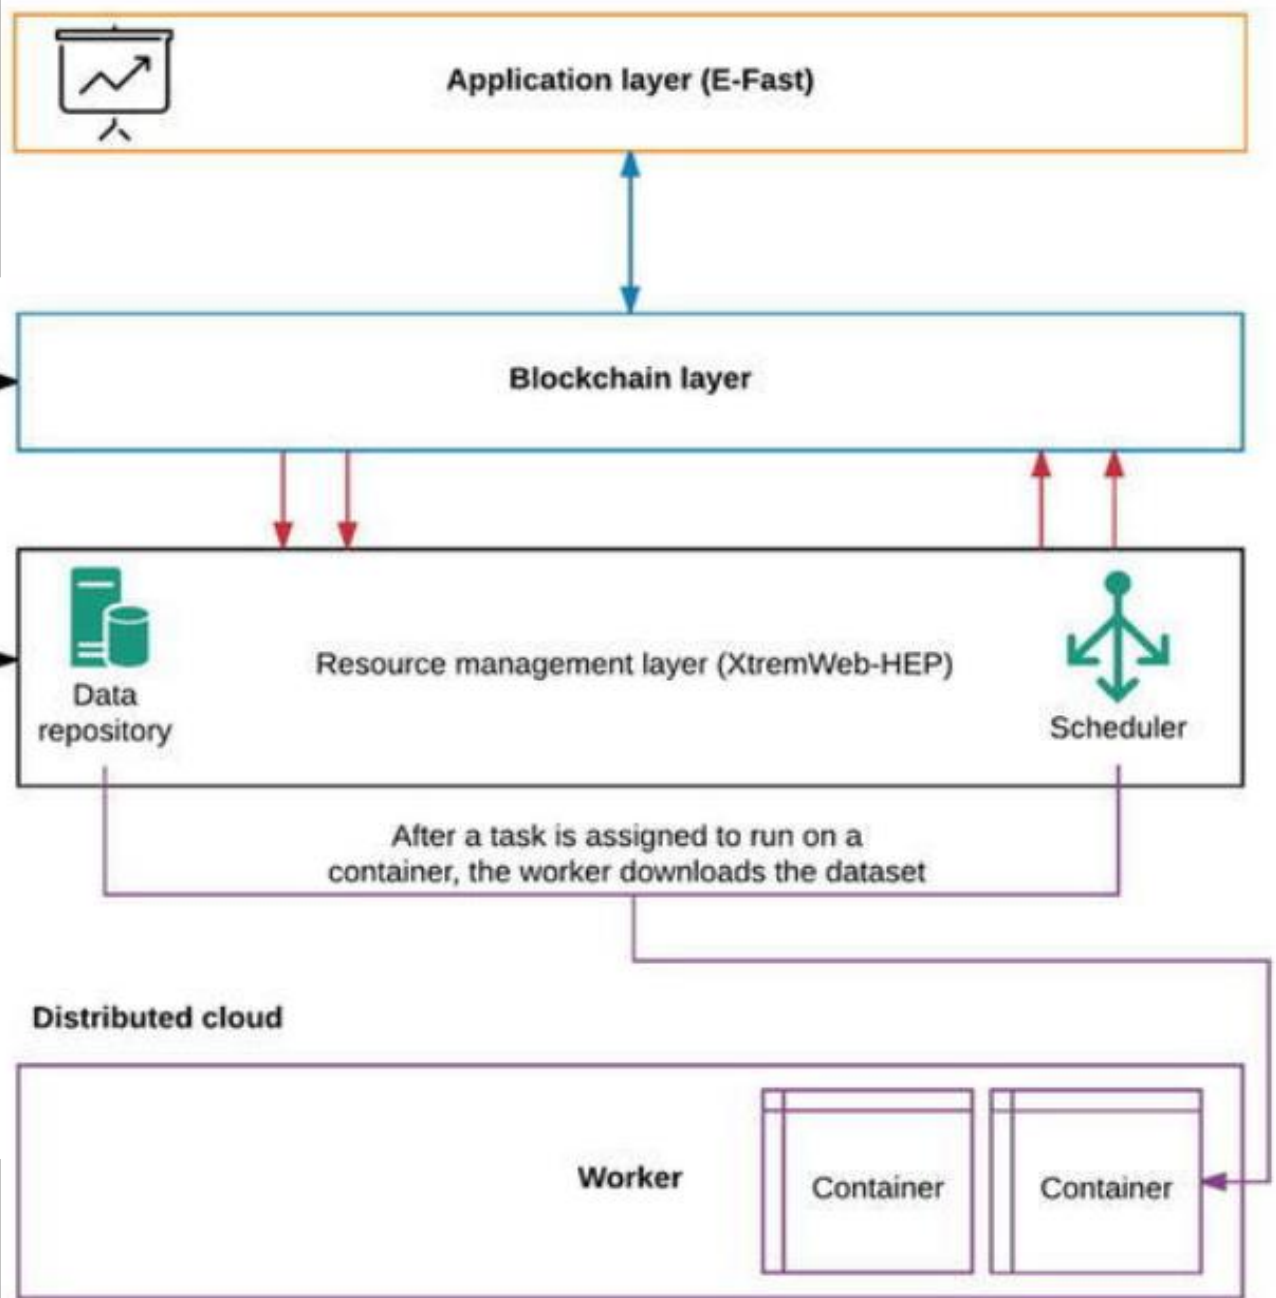 Application layer (E-Fast)
Blockchain layer
Data
repository
Resource management layer (XtremWeb-HEP)
Scheduler
After a task is assigned to run on a
container, the worker downloads the dataset
Distributed cloud
Worker
Container
Container